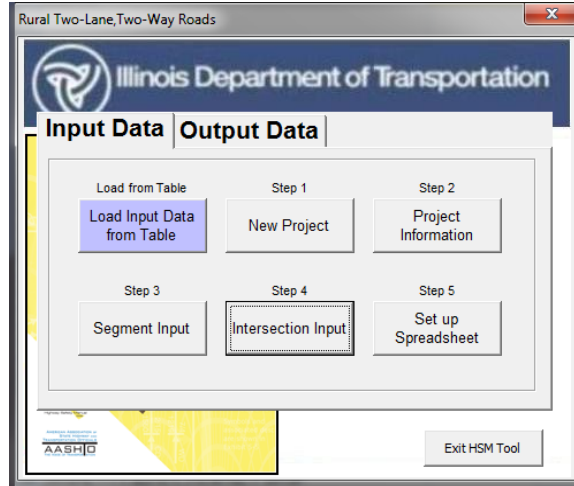 Rural Two-Lane,Two-Way Roads
x
Illinois Department of Transportation
Input Data
Output Data
Load from Table
Step 1
Step 2
Load Input Data
from Table
New Project
Project
Information
Step 3
Step 4
Step 5
Segment Input
Intersection Input
Set up
Spreadsheet
AASHTO
Exit HSM Tool